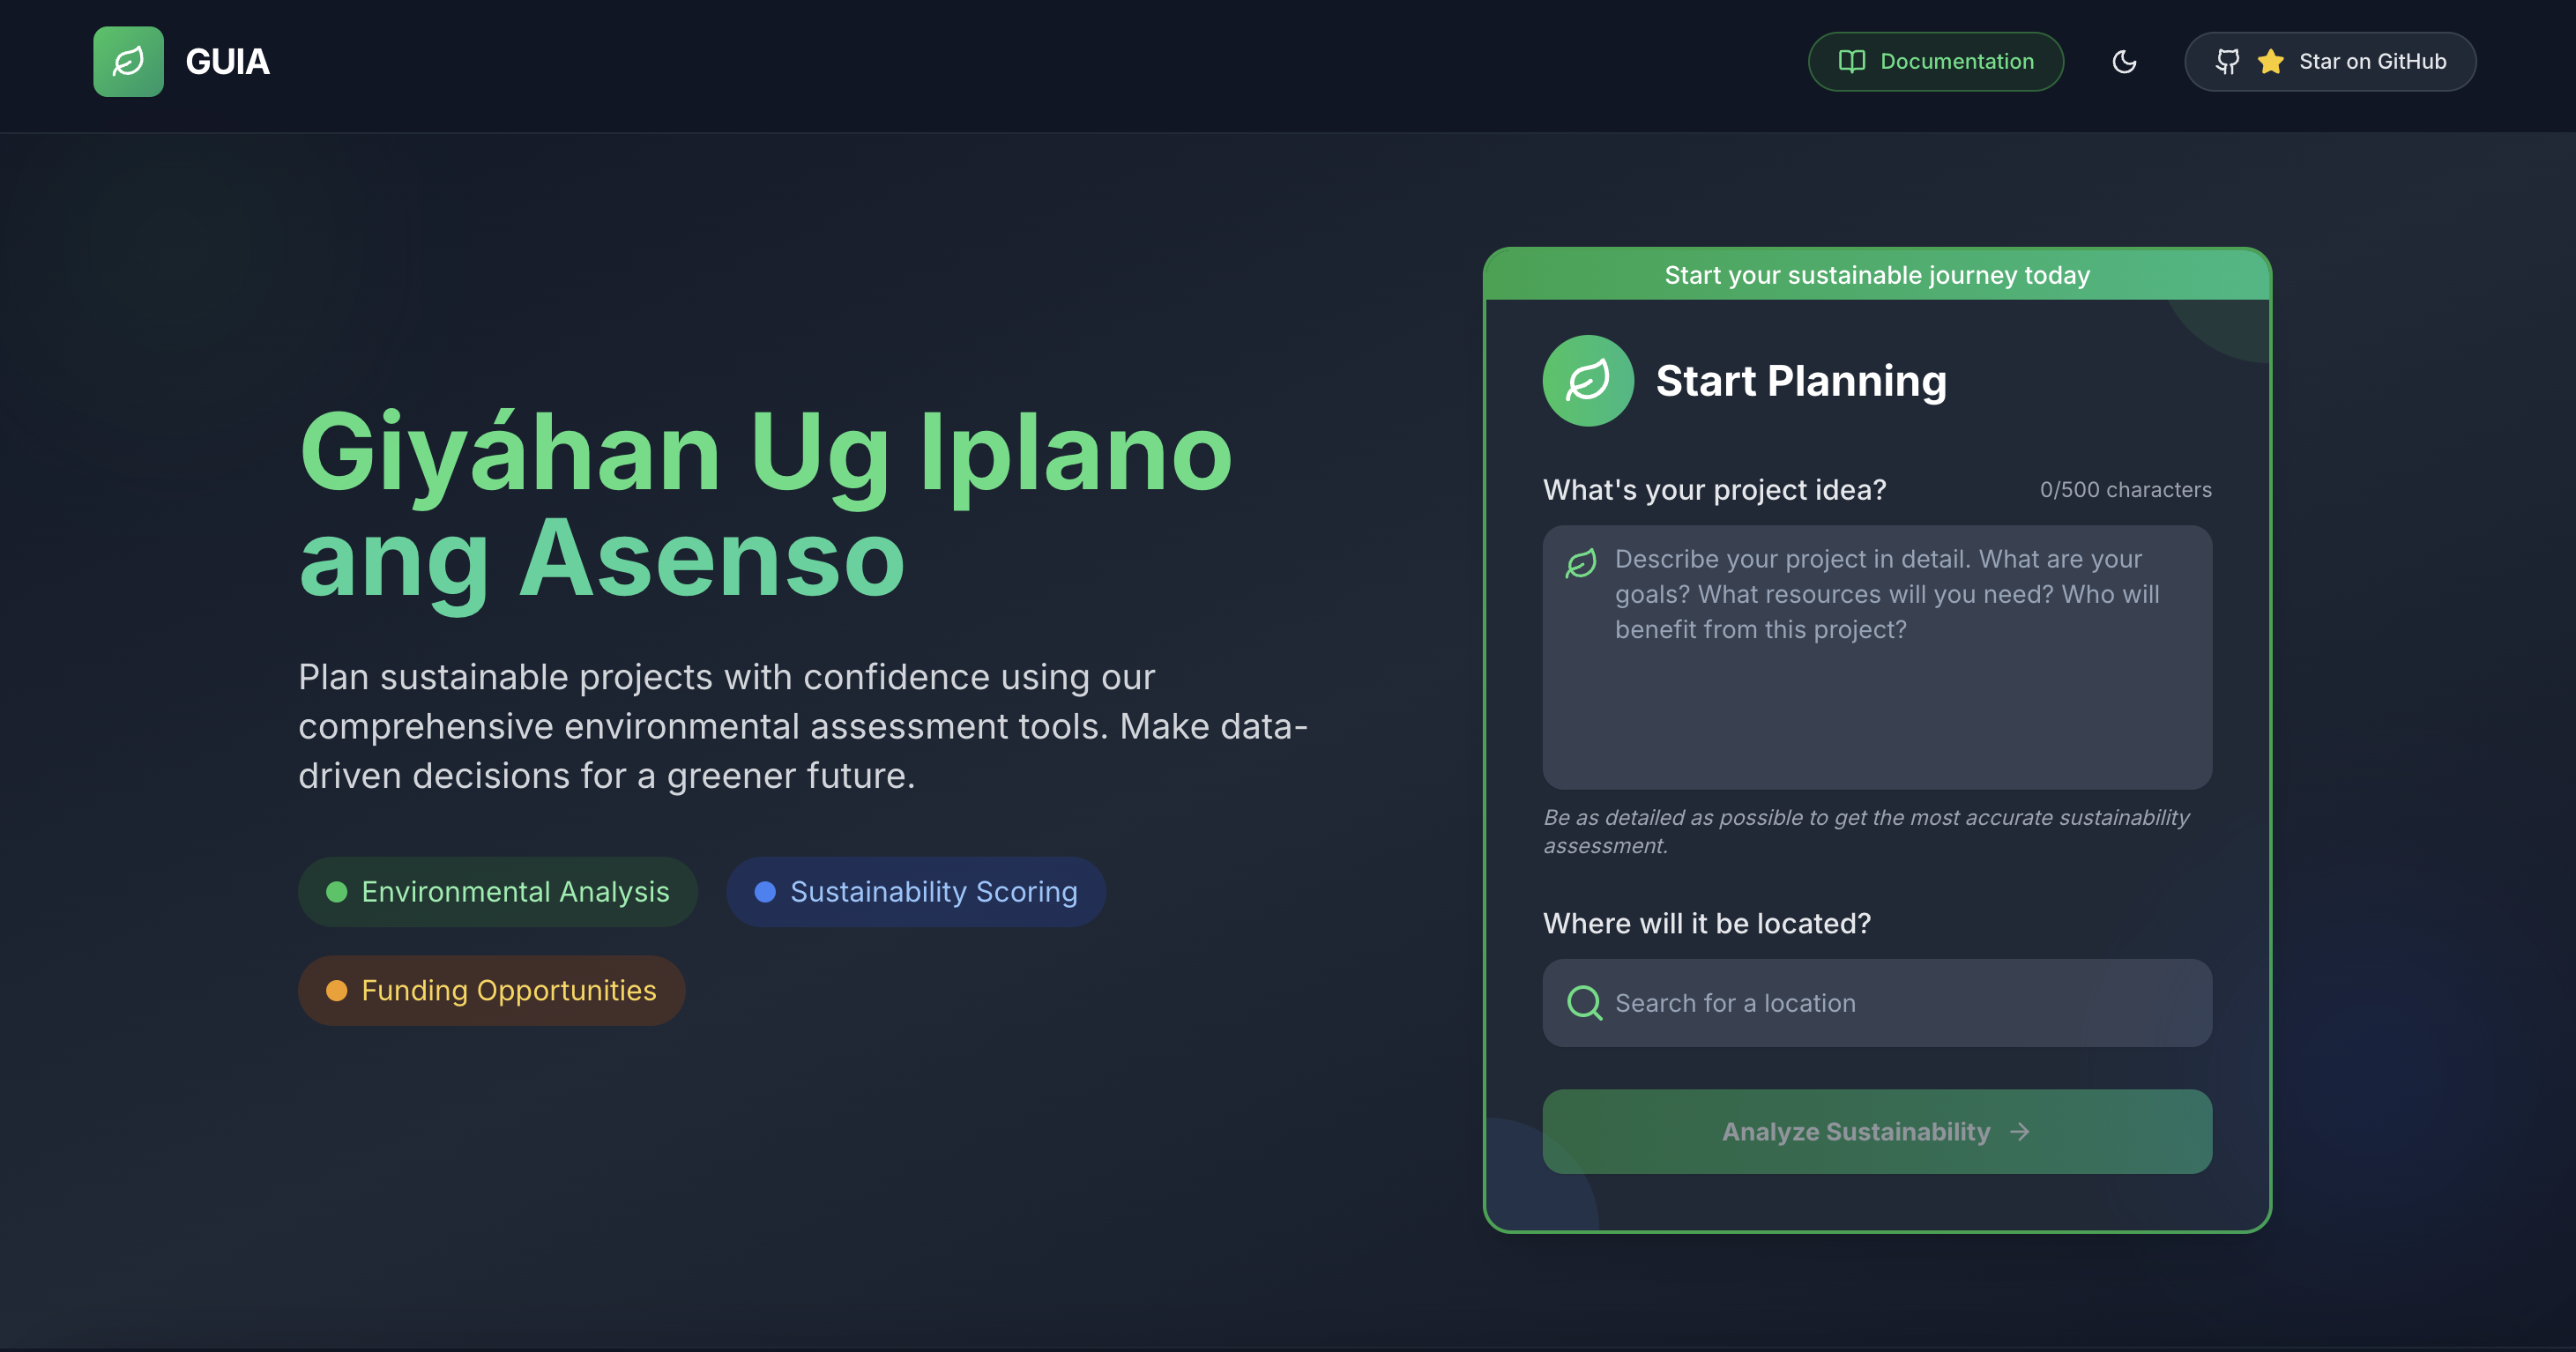 GUIA
Documentation
Star on GitHub
Giyáhan Ug Iplano
ang Asenso
Plan sustainable projects with confidence using our
comprehensive environmental assessment tools. Make data-
driven decisions for a greener future.
Environmental Analysis
Sustainability Scoring
Funding Opportunities
Start your sustainable journey today
Start Planning
What's your project idea?
0/500 characters
Describe your project in detail. What are your
goals? What resources will you need? Who will
benefit from this project?
Be as detailed as possible to get the most accurate sustainability
assessment.
Where will it be located?
Search for a location
Analyze Sustainability